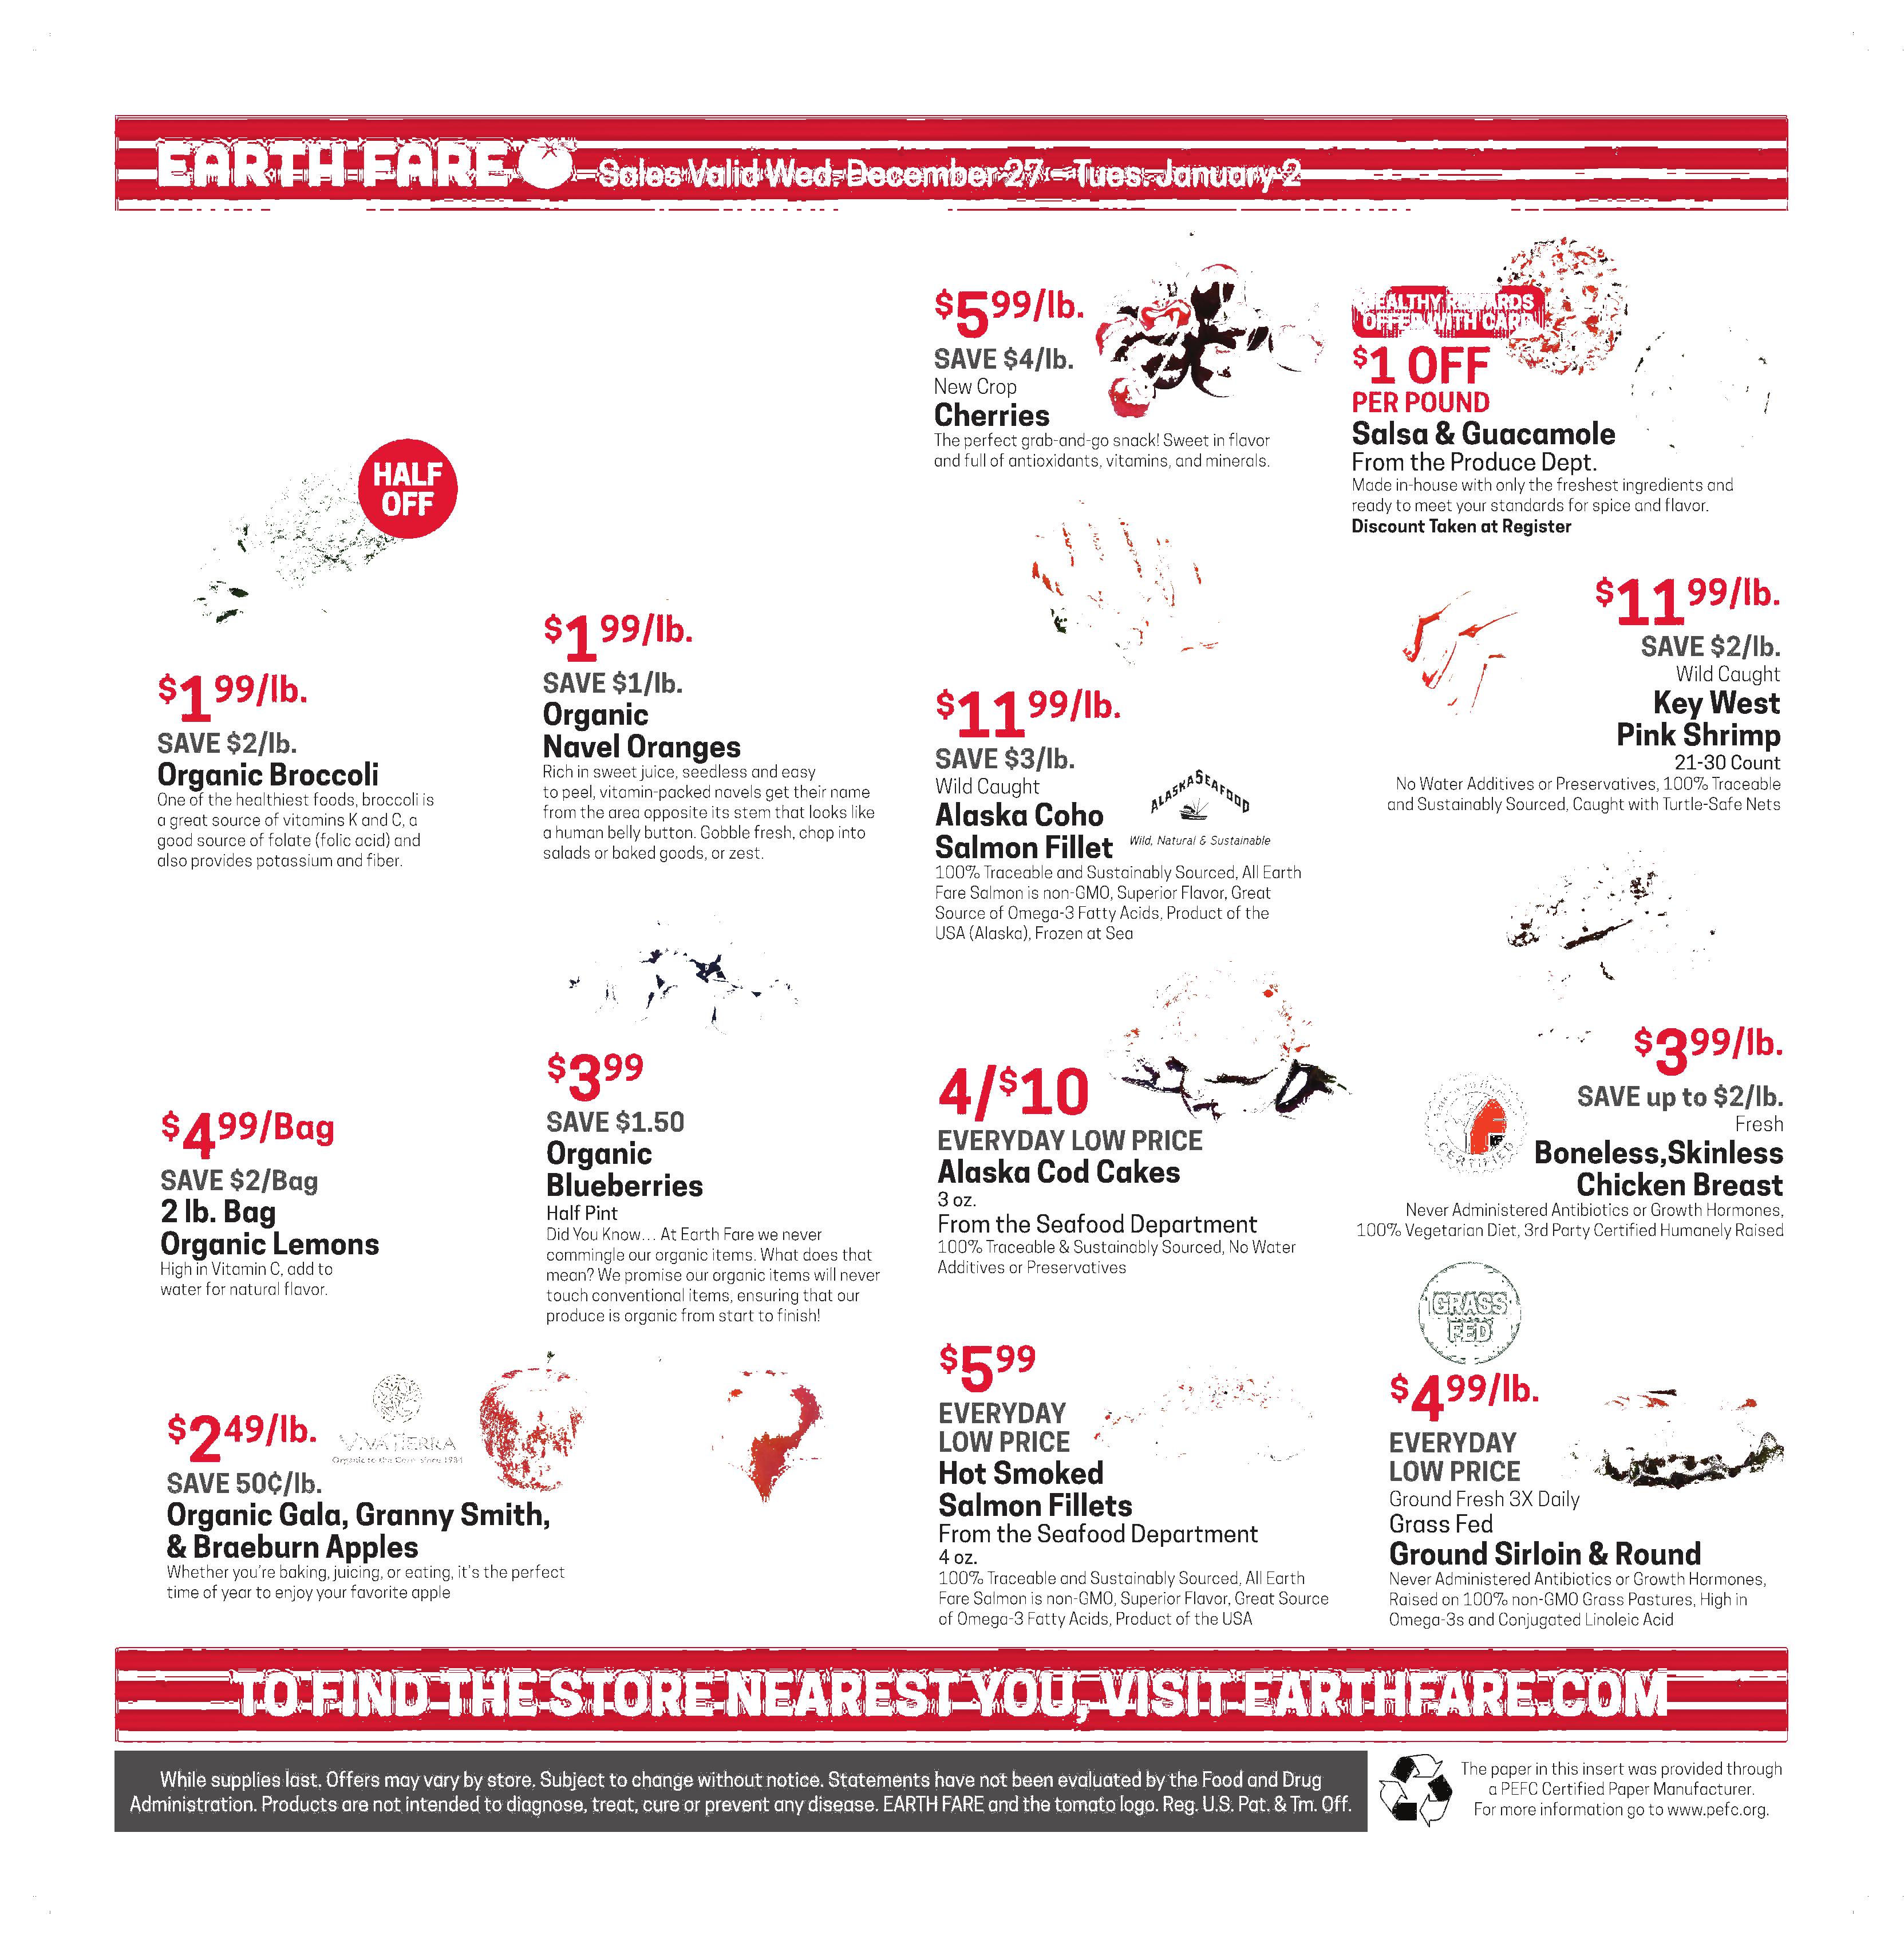 EARTH FARE Sales Valid Wed. December 27 - Tues. January 2
HALF
OFF
$1 99/lb.
SAVE $2/lb.
Organic Broccoli
One of the healthiest foods, broccoli is
a great source of vitamins K and C, a
good source of folate (folic acid) and
also provides potassium and fiber.
$1 99/lb.
SAVE $1/lb.
Organic
Navel Oranges
Rich in sweet juice, seedless and easy
to peel, vitamin-packed navels get their name
from the area opposite its stem that looks like
a human belly button. Gobble fresh, chop into
salads or baked goods, or zest.
$5 99/lb.
SAVE $4/lb.
New Crop
Cherries
The perfect grab-and-go snack! Sweet in flavor
and full of antioxidants, vitamins, and minerals.
HEALTHY REWARDS
OFFER WITH CARD
$1 OFF
PER POUND
Salsa & Guacamole
From the Produce Dept.
Made in-house with only the freshest ingredients and
ready to meet your standards for spice and flavor.
Discount Taken at Register
$11 99/lb.
SAVE $3/lb.
Wild Caught
Alaska Coho
Salmon Fillet
ALASKA SEAFOOD
Wild, Natural & Sustainable
100% Traceable and Sustainably Sourced, All Earth
Fare Salmon is non-GMO, Superior Flavor, Great
Source of Omega-3 Fatty Acids, Product of the
USA (Alaska), Frozen at Sea
$11 99/lb.
SAVE $2/lb.
Wild Caught
Key West
Pink Shrimp
21-30 Count
No Water Additives or Preservatives, 100% Traceable
and Sustainably Sourced, Caught with Turtle-Safe Nets
$4 99/Bag
SAVE $2/Bag
2 lb. Bag
Organic Lemons
High in Vitamin C, add to
water for natural flavor.
$3 99
SAVE $1.50
Organic
Blueberries
Half Pint
Did You Know... At Earth Fare we never
commingle our organic items. What does that
mean? We promise our organic items will never
touch conventional items, ensuring that our
produce is organic from start to finish!
4/$10
EVERYDAY LOW PRICE
Alaska Cod Cakes
3 oz.
From the Seafood Department
100% Traceable & Sustainably Sourced, No Water
Additives or Preservatives
$3 99/lb.
SAVE up to $2/lb.
Fresh
Boneless,Skinless
Chicken Breast
CERTIFIED
Never Administered Antibiotics or Growth Hormones,
100% Vegetarian Diet, 3rd Party Certified Humanely Raised
$2 49/lb.
VIVATIERRA
Organic to the Core Since 1984
SAVE 50¢/lb.
Organic Gala, Granny Smith,
& Braeburn Apples
Whether you're baking, juicing, or eating, it's the perfect
time of year to enjoy your favorite apple
$5 99
EVERYDAY
LOW PRICE
Hot Smoked
Salmon Fillets
From the Seafood Department
4 oz.
100% Traceable and Sustainably Sourced, All Earth
Fare Salmon is non-GMO, Superior Flavor, Great Source
of Omega-3 Fatty Acids, Product of the USA
GRASS
FED
$4 99/lb.
EVERYDAY
LOW PRICE
Ground Fresh 3X Daily
Grass Fed
Ground Sirloin & Round
Never Administered Antibiotics or Growth Hormones,
Raised on 100% non-GMO Grass Pastures, High in
Omega-3s and Conjugated Linoleic Acid
TO FIND THE STORE NEAREST YOU, VISIT EARTHFARE.COM
While supplies last. Offers may vary by store. Subject to change without notice. Statements have not been evaluated by the Food and Drug
Administration. Products are not intended to diagnose, treat, cure or prevent any disease. EARTH FARE and the tomato logo. Reg. U.S. Pat. & Tm. Off.
The paper in this insert was provided through
a PEFC Certified Paper Manufacturer.
For more information go to www.pefc.org.